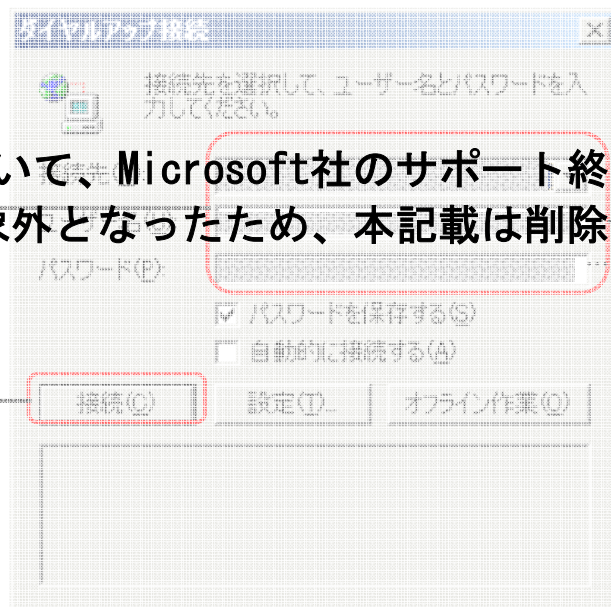 ダイヤルアップ接続
接続先を選択して、ユーザー名とパスワードを入
力してください。
いて、Microsoft社のサポート終
象外となったため、本記載は削除
パスワード(P):
パスワードを保存する(S)
自動的に接続する(A)
接続(C)
設定(T)...
オフライン作業(O)